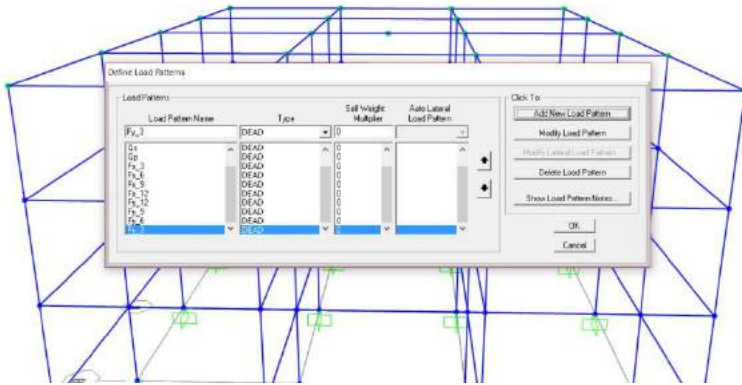 Define Load Patterns
Load Patterns
Click To:
Load Pattern Name Type Self Weight Multiplier Auto Lateral Load Pattern
Fy_3 DEAD 0
Add New Load Pattern
Modify Load Pattern
Modify Lateral Load Pattern...
Delete Load Pattern
Show Load Pattern Notes...
Qs DEAD 0
Qp DEAD 0
Fx_3 DEAD 0
Fx_6 DEAD 0
Fx_9 DEAD 0
Fx_12 DEAD 0
Fy_12 DEAD 0
Fy_9 DEAD 0
Fy_6 DEAD 0
Fy_3 DEAD 0
OK
Cancel